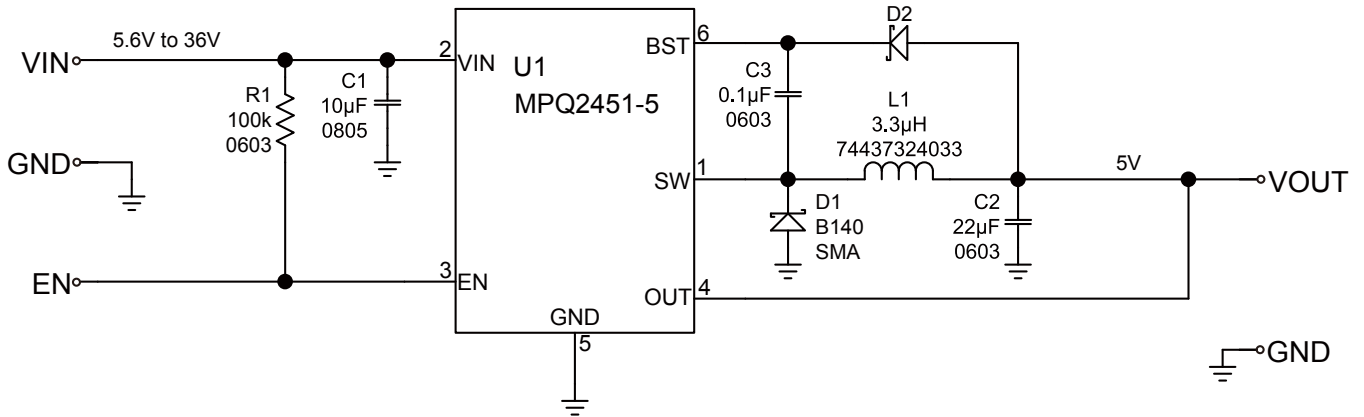 VIN
5.6V to 36V
R1
100k
0603
C1
10µF
0805
GND
EN
2
VIN
U1
MPQ2451-5
3
EN
GND
5
BST
6
SW
1
OUT
4
C3
0.1µF
0603
D2
L1
3.3µH
74437324033
D1
B140
SMA
C2
22µF
0603
5V
VOUT
GND